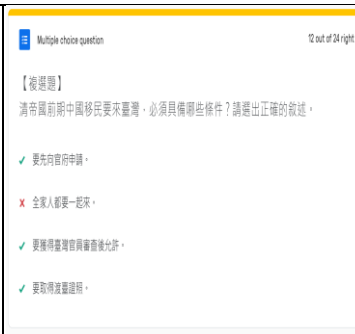 Multiple choice question
12 out of 24 right
【複選題】
清帝國前期中國移民要來臺灣，必須具備哪些條件？請選出正確的敘述。
要先向官府申請。
全家人都要一起來。
要獲得臺灣官員審查後允許。
要取得渡臺證照。